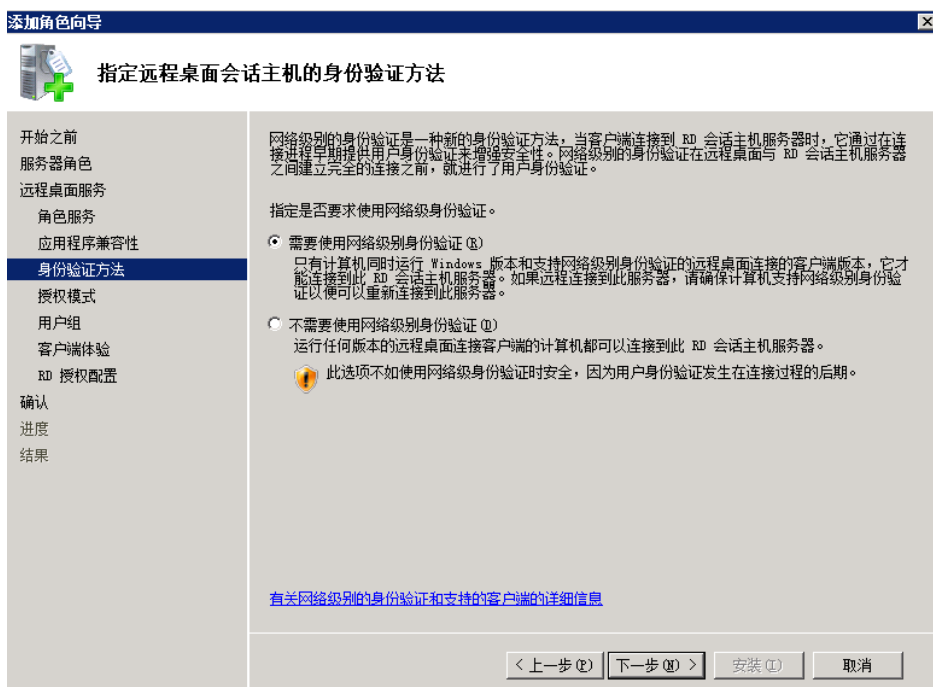 添加角色向导
指定远程桌面会话主机的身份验证方法
开始之前
服务器角色
远程桌面服务
角色服务
应用程序兼容性
身份验证方法
授权模式
用户组
客户端体验
RD 授权配置
确认
进度
结果
网络级别的身份验证是一种新的身份验证方法，当客户端连接到 RD 会话主机服务器时，它通过在连
接进程早期提供用户身份验证来增强安全性。网络级别的身份验证在远程桌面与 RD 会话主机服务器
之间建立完全的连接之前，就进行了用户身份验证。
指定是否要求使用网络级身份验证。
需要使用网络级别身份验证(R)
只有计算机同时运行 Windows 版本和支持网络级别身份验证的远程桌面连接的客户端版本，它才
能连接到此 RD 会话主机服务器。如果远程连接到此服务器，请确保计算机支持网络级别身份验
证以便可以重新连接到此服务器。
不需要使用网络级别身份验证(D)
运行任何版本的远程桌面连接客户端的计算机都可以连接到此 RD 会话主机服务器。
此选项不如使用网络级身份验证时安全，因为用户身份验证发生在连接过程的后期。
有关网络级别的身份验证和支持的客户端的详细信息
< 上一步(P)
下一步(N) >
安装(I)
取消